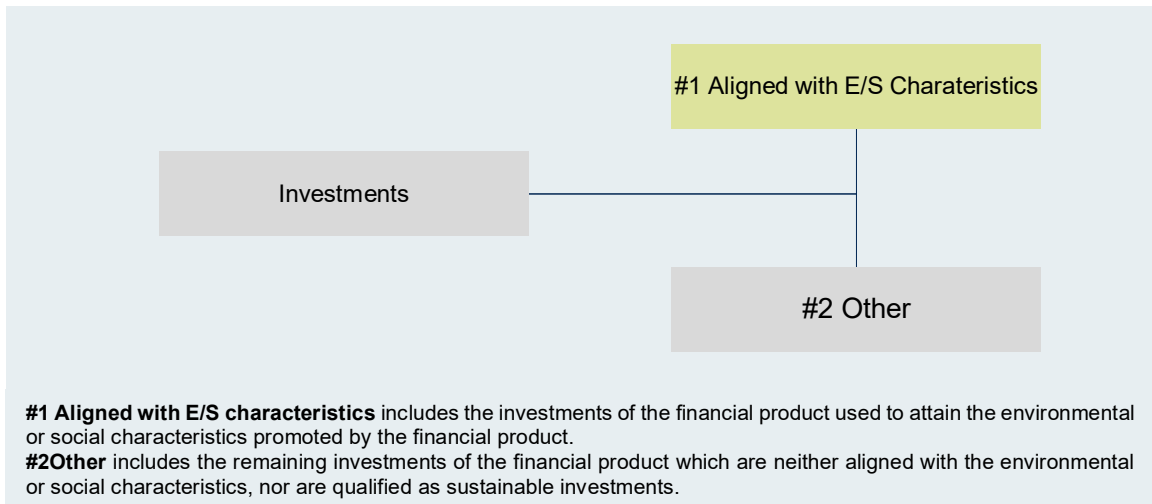 #1 Aligned with E/S Charateristics
Investments
#2 Other
#1 Aligned with E/S characteristics includes the investments of the financial product used to attain the environmental
or social characteristics promoted by the financial product.
#2Other includes the remaining investments of the financial product which are neither aligned with the environmental
or social characteristics, nor are qualified as sustainable investments.